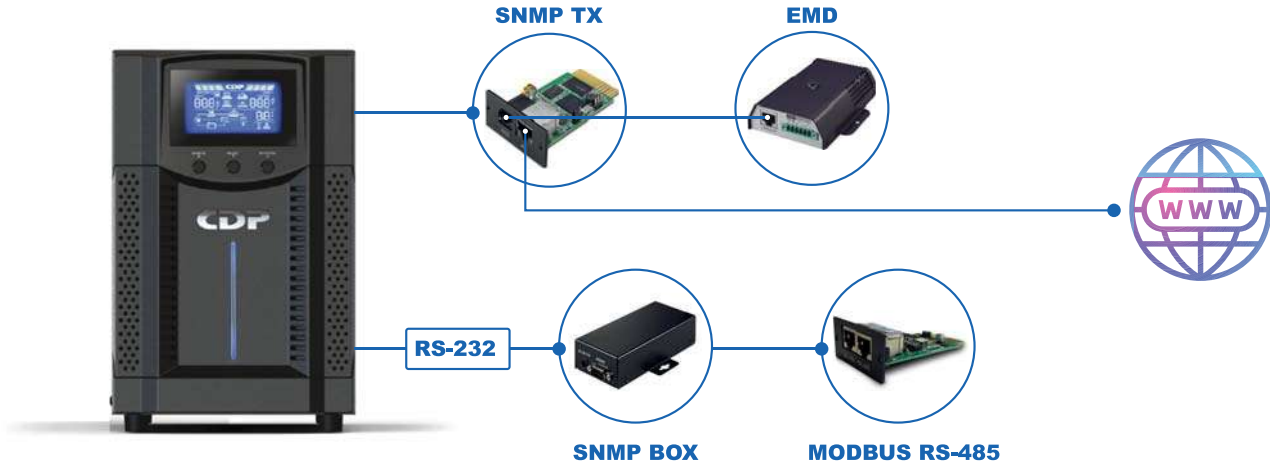 SNMP TX
EMD
CDP
CDP
WWW
RS-232
SNMP BOX
MODBUS RS-485